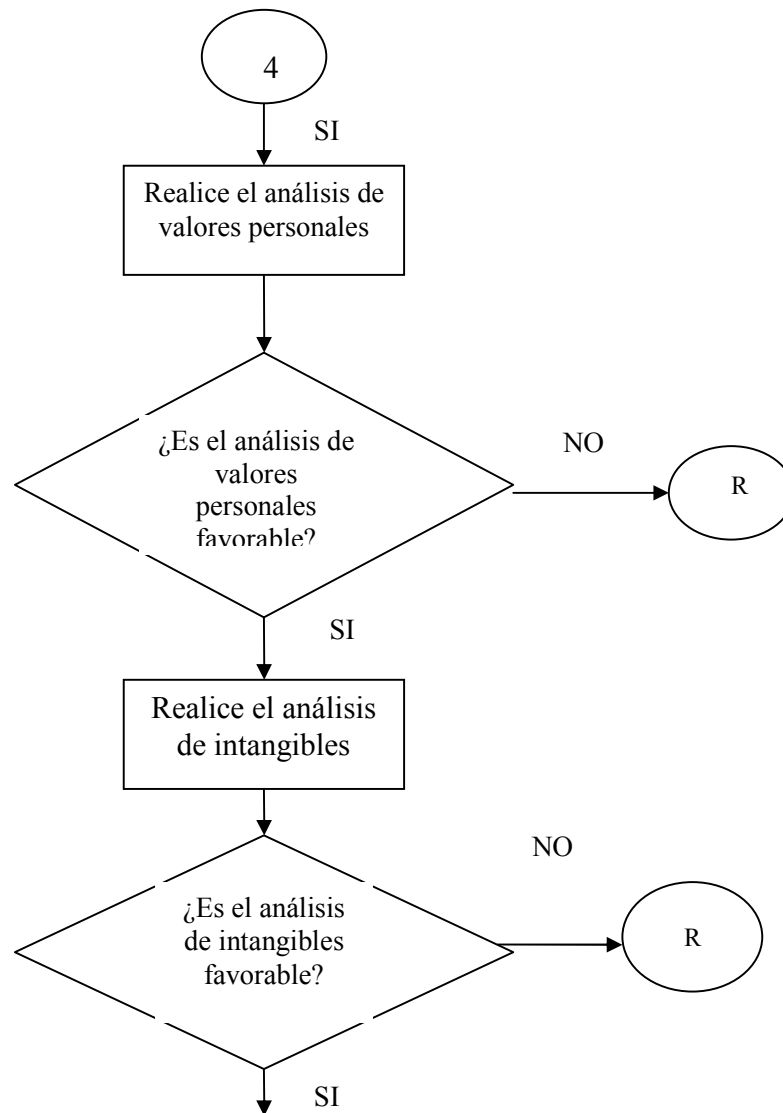 4
SI
Realice el análisis de
valores personales
¿Es el análisis de
valores
personales
favorable?
NO
R
SI
Realice el análisis
de intangibles
NO
¿Es el análisis
de intangibles
favorable?
R
SI